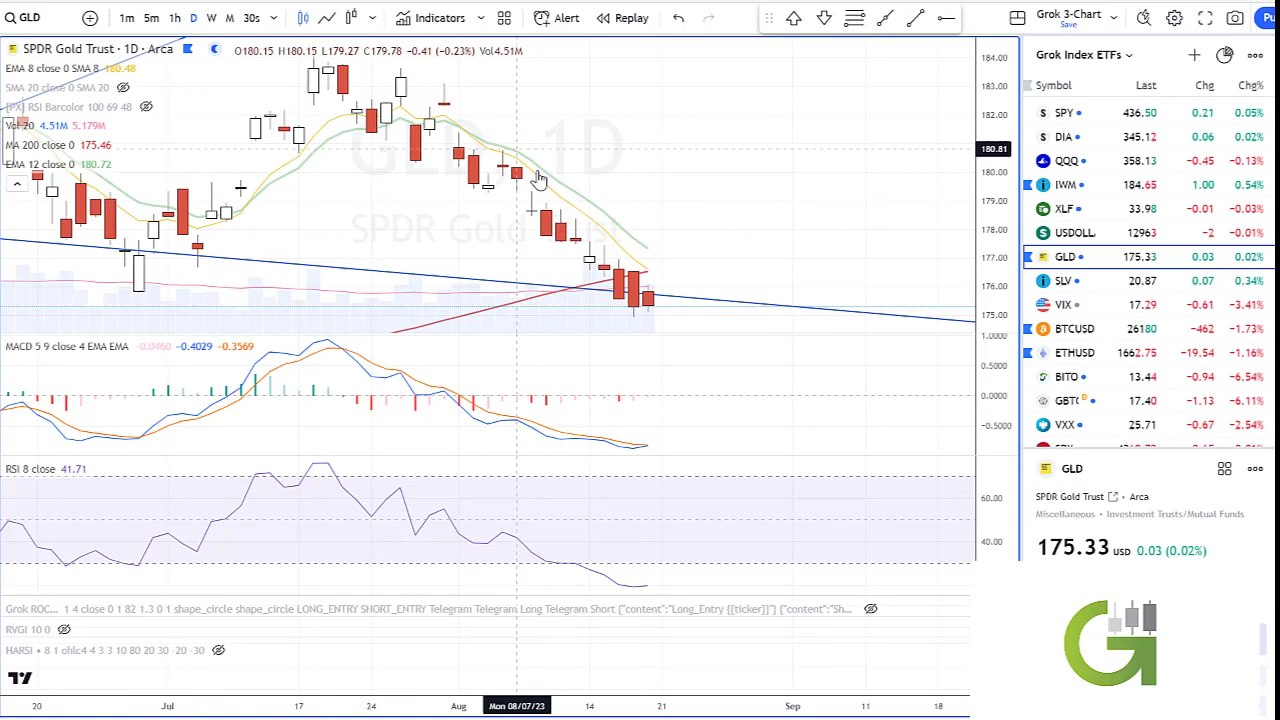 GLD 1m 5m 1h D W M 30s Indicators Alert Replay Grok 3-Chart Save Pu
SPDR Gold Trust · 1D · Arca O180.15 H180.15 L179.27 C179.78 -0.41 (-0.23%) Vol4.51M
EMA 8 close 0 SMA 8 180.48
SMA 20 close 0 SMA 20
[PX] RSI Barcolor 100 69 48
Vol 20 4.51M 5.179M
MA 200 close 175.46
EMA 12 close 0 180.72
GLD, 1D
SPDR Gold Trus
184.00
183.00
182.00
180.81
180.00
179.00
178.00
177.00
176.00
175.00
MACD 5 9 close 4 EMA EMA -0.0460 -0.4029 -0.3569
1.0000
0.5000
0.0000
-0.5000
RSI 8 close 41.71
60.00
40.00
Grok ROC... 1 4 close 0 1 82 1.3 0 1 shape_circle shape_circle LONG_ENTRY SHORT_ENTRY Telegram Telegram Long Telegram Short {"content":"Long_Entry {{ticker}}"} {"content":"Sh...
RVGI 10 0
HARSI • 8 1 ohlc4 4 3 3 10 80 20 30 -20 -30
20 Jul 17 24 Aug Mon 08/07/23 14 21 Sep 11 18
Grok Index ETFs
Symbol Last Chg Chg%
SPY 436.50 0.21 0.05%
DIA 345.12 0.06 0.02%
QQQ 358.13 -0.45 -0.13%
IWM 184.65 1.00 0.54%
XLF 33.98 -0.01 -0.03%
USDOLL 12963 -2 -0.01%
GLD 175.33 0.03 0.02%
SLV 20.87 0.07 0.34%
VIX 17.29 -0.61 -3.41%
BTCUSD 26180 -462 -1.73%
ETHUSD 1662.75 -19.54 -1.16%
BITO 13.44 -0.94 -6.54%
GBTC D 17.40 -1.13 -6.11%
VXX 25.71 -0.67 -2.54%
GLD
SPDR Gold Trust • Arca
Miscellaneous • Investment Trusts/Mutual Funds
175.33 USD 0.03 (0.02%)